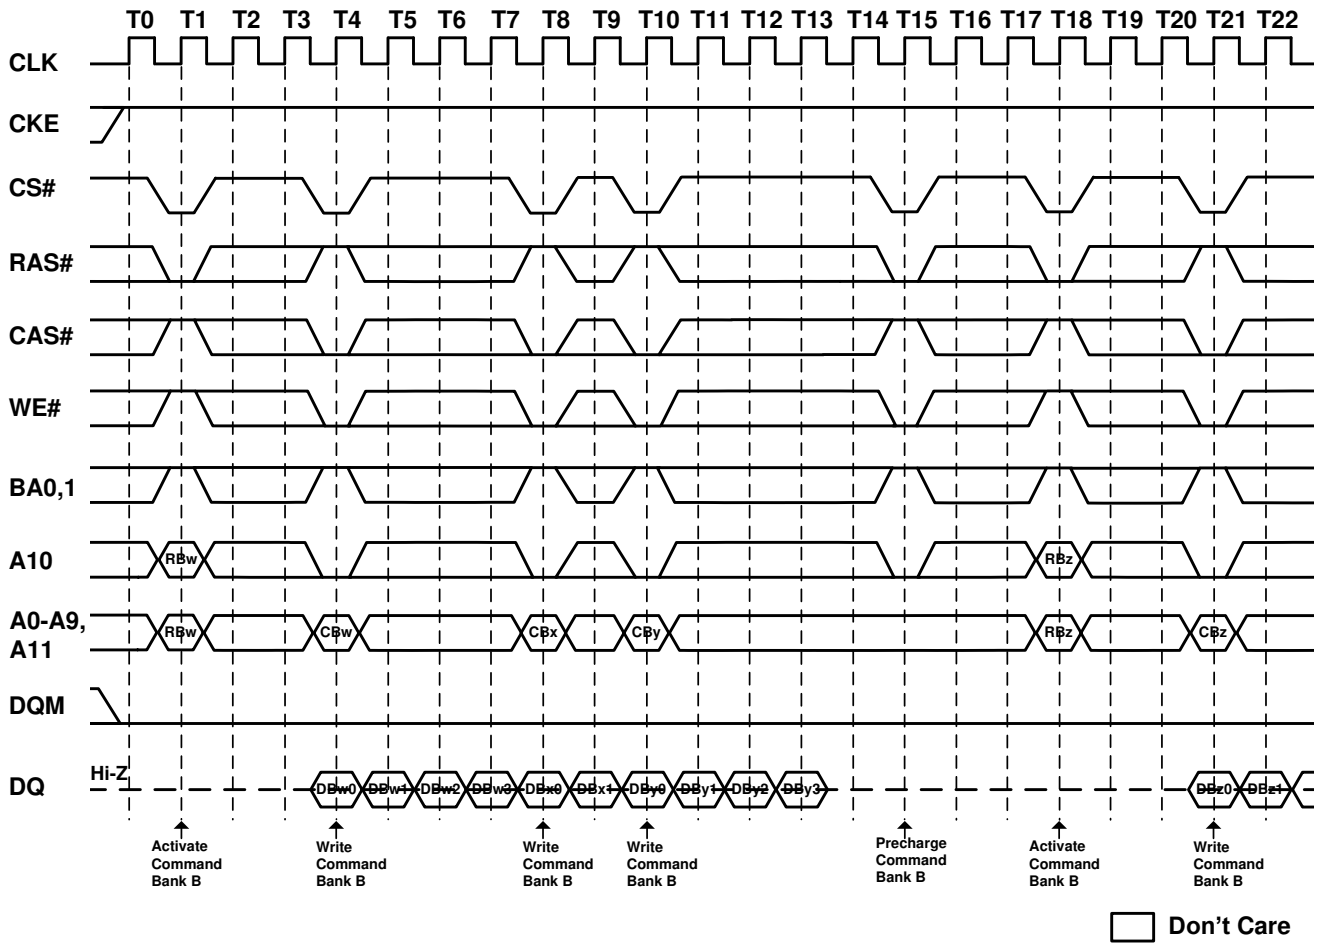 T0 T1 T2 T3 T4 T5 T6 T7 T8 T9 T10 T11 T12 T13 T14 T15 T16 T17 T18 T19 T20 T21 T22
CLK
CKE
CS#
RAS#
CAS#
WE#
BA0,1
A10
RBw RBz
A0-A9,
A11
RBw CBw CBx CBy RBz CBz
DQM
DQ
Hi-Z
DBw0 DBw1 DBw2 DBw3 DBx0 DBx1 DBy0 DBy1 DBy2 DBy3 DBz0 DBz1
Activate
Command
Bank B
Write
Command
Bank B
Write
Command
Bank B
Write
Command
Bank B
Precharge
Command
Bank B
Activate
Command
Bank B
Write
Command
Bank B
Don't Care